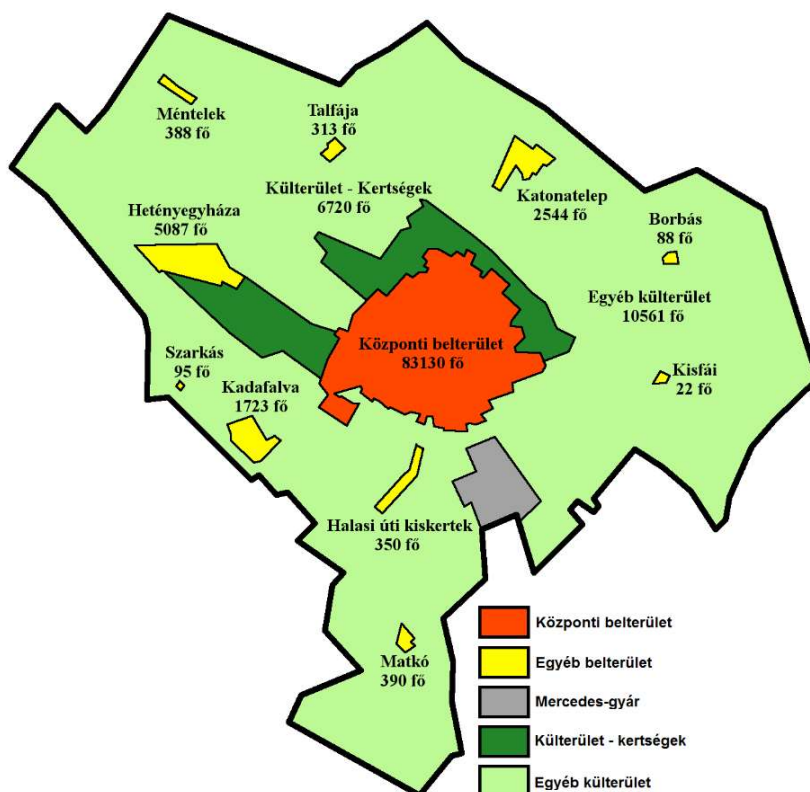 Méntelek
388 fő
Talfája
313 fő
Külterület - Kertségek
6720 fő
Katonatelep
2544 fő
Hetényegyháza
5087 fő
Borbás
88 fő
Egyéb külterület
10561 fő
Központi belterület
83130 fő
Szarkás
95 fő
Kadafalva
1723 fő
Kisfái
22 fő
Halasi úti kiskertek
350 fő
Matkó
390 fő
Központi belterület
Egyéb belterület
Mercedes-gyár
Külterület - kertségek
Egyéb külterület